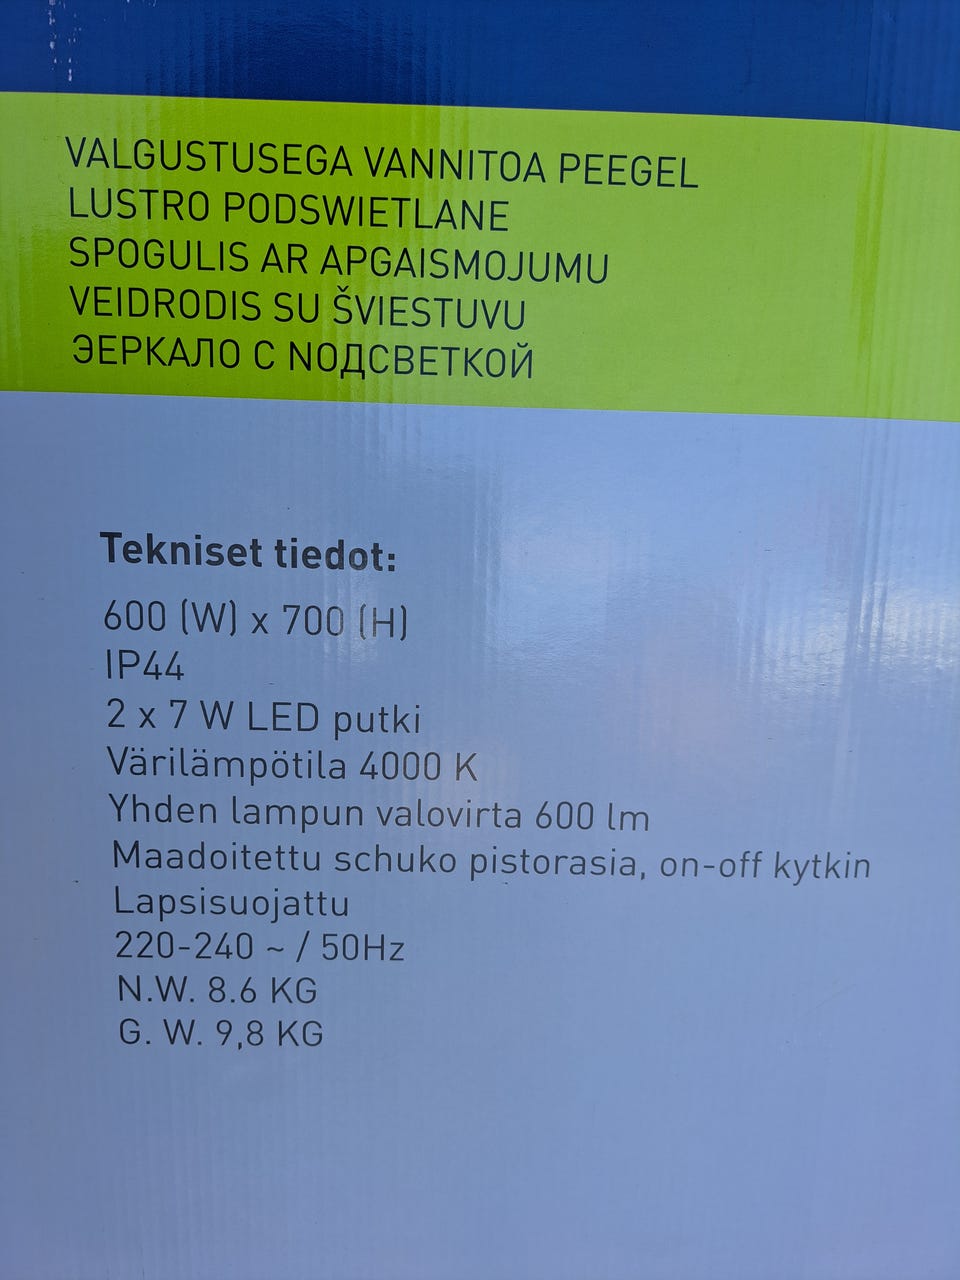 VALGUSTUSEGA VANNITOA PEEGEL
LUSTRO PODSWIETLANE
SPOGULIS AR APGAISMOJUMU
VEIDRODIS SU ŠVIESTUVU
ЗЕРКАЛО С NОДСВЕТКОЙ
Tekniset tiedot:
600 (W) x 700 (H)
IP44
2 x 7 W LED putki
Värilämpötila 4000 K
Yhden lampun valovirta 600 lm
Maadoitettu schuko pistorasia, on-off kytkin
Lapsisuojattu
220-240 ~ / 50Hz
N.W. 8.6 KG
G. W. 9,8 KG